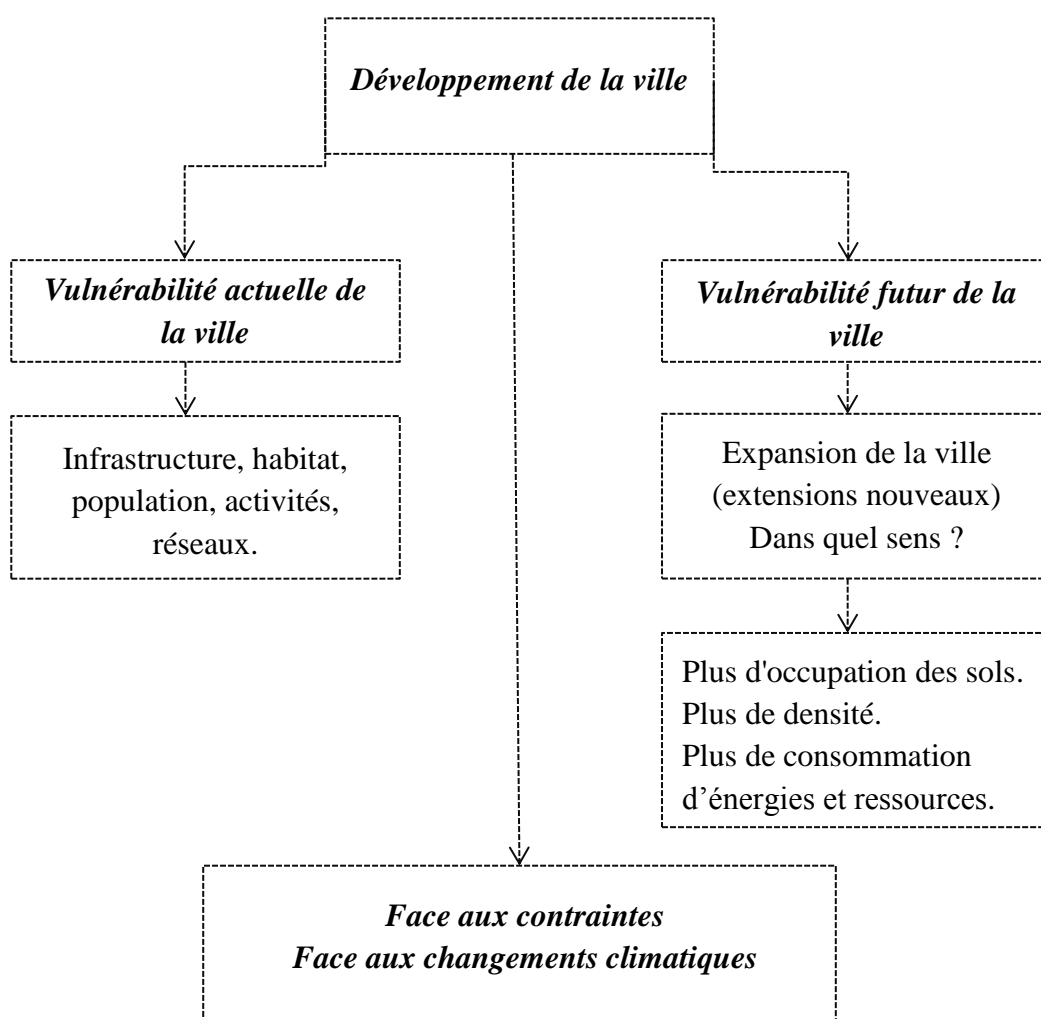 Développement de la ville
Vulnérabilité actuelle de
la ville
Infrastructure, habitat,
population, activités,
réseaux.
Vulnérabilité futur de la
ville
Expansion de la ville
(extensions nouveaux)
Dans quel sens ?
Plus d'occupation des sols.
Plus de densité.
Plus de consommation
d’énergies et ressources.
Face aux contraintes
Face aux changements climatiques